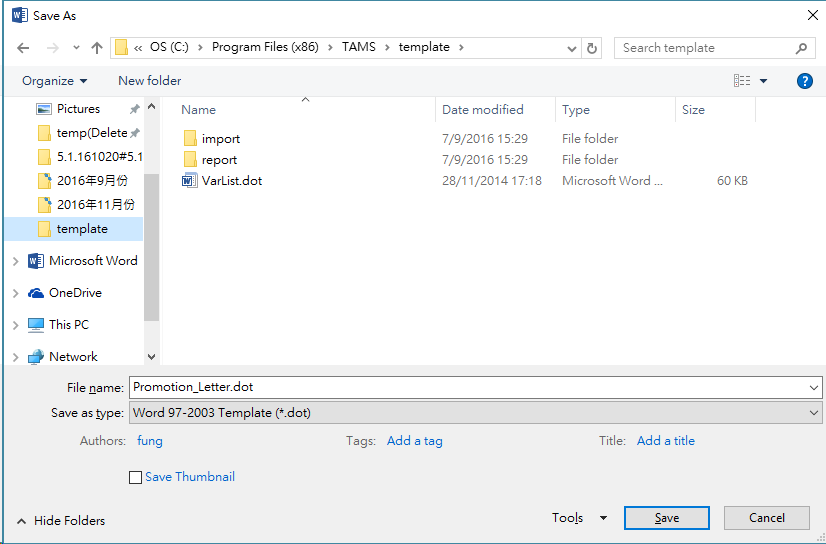 Save As
« OS (C:) › Program Files (x86) › TAMS › template ›
Search template
Organize
New folder
?
Name
Date modified
Type
Size
Pictures
temp(Delete
5.1.161020#5.1
2016年9月份
2016年11月份
template
Microsoft Word
OneDrive
This PC
Network
import 7/9/2016 15:29 File folder
report 7/9/2016 15:29 File folder
VarList.dot 28/11/2014 17:18 Microsoft Word ... 60 KB
File name: Promotion_Letter.dot
Save as type: Word 97-2003 Template (*.dot)
Authors: fung
Tags: Add a tag
Title: Add a title
Save Thumbnail
Hide Folders
Tools
Save
Cancel